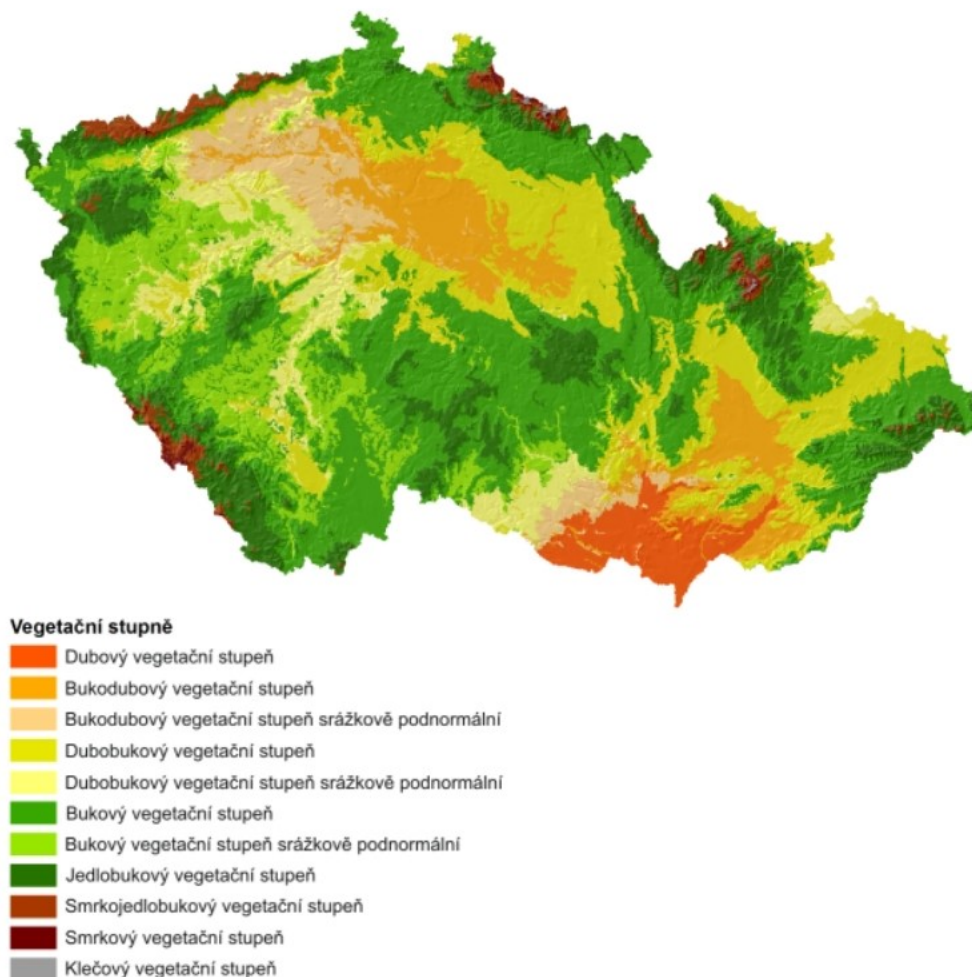 Vegetační stupně
Dubový vegetační stupeň
Bukodubový vegetační stupeň
Bukodubový vegetační stupeň srážkově podnormální
Dubobukový vegetační stupeň
Dubobukový vegetační stupeň srážkově podnormální
Bukový vegetační stupeň
Bukový vegetační stupeň srážkově podnormální
Jedlobukový vegetační stupeň
Smrkojedlobukový vegetační stupeň
Smrkový vegetační stupeň
Klečový vegetační stupeň